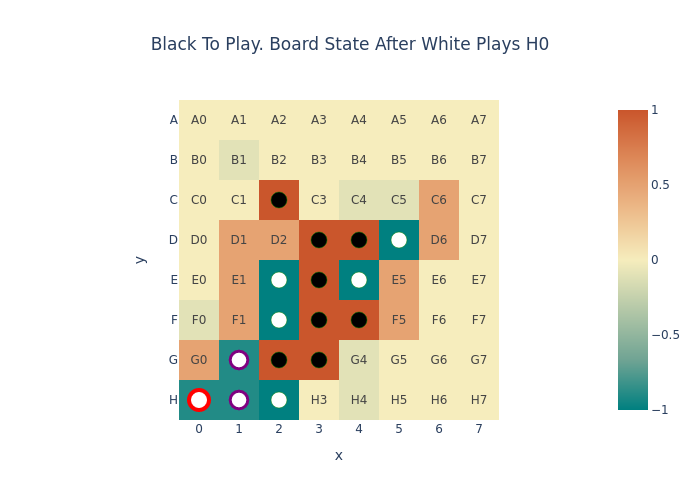 Black To Play. Board State After White Plays H0
A A0 A1 A2 A3 A4 A5 A6 A7 1
B B0 B1 B2 B3 B4 B5 B6 B7
C C0 C1 C3 C4 C5 C6 C7 0.5
D D0 D1 D2 D6 D7
y 0
E E0 E1 E5 E6 E7
F F0 F1 F5 F6 F7 −0.5
G G0 G4 G5 G6 G7
H H3 H4 H5 H6 H7 −1
0 1 2 3 4 5 6 7
x